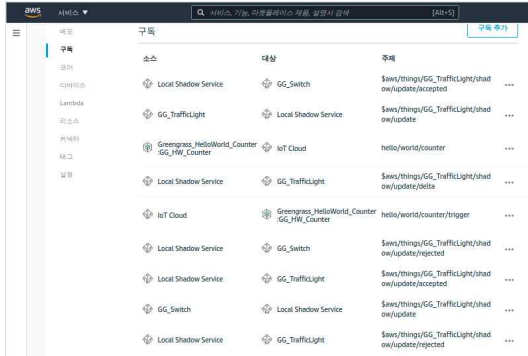 aws
서비스 ▼
서비스, 기능, 마켓플레이스 제품, 설명서 검색
[Alt+S]
배포
구독
코어
디바이스
Lambda
리소스
커넥터
태그
설정
구독
구독 추가
소스 대상 주제
Local Shadow Service GG_Switch $aws/things/GG_TrafficLight/shad
ow/update/accepted
GG_TrafficLight Local Shadow Service $aws/things/GG_TrafficLight/shad
ow/update
Greengrass_HelloWorld_Counter
:GG_HW_Counter IoT Cloud hello/world/counter
Local Shadow Service GG_TrafficLight $aws/things/GG_TrafficLight/shad
ow/update/delta
IoT Cloud Greengrass_HelloWorld_Counter
:GG_HW_Counter hello/world/counter/trigger
Local Shadow Service GG_Switch $aws/things/GG_TrafficLight/shad
ow/update/rejected
Local Shadow Service GG_TrafficLight $aws/things/GG_TrafficLight/shad
ow/update/accepted
GG_Switch Local Shadow Service $aws/things/GG_TrafficLight/shad
ow/update
Local Shadow Service GG_TrafficLight $aws/things/GG_TrafficLight/shad
ow/update/rejected